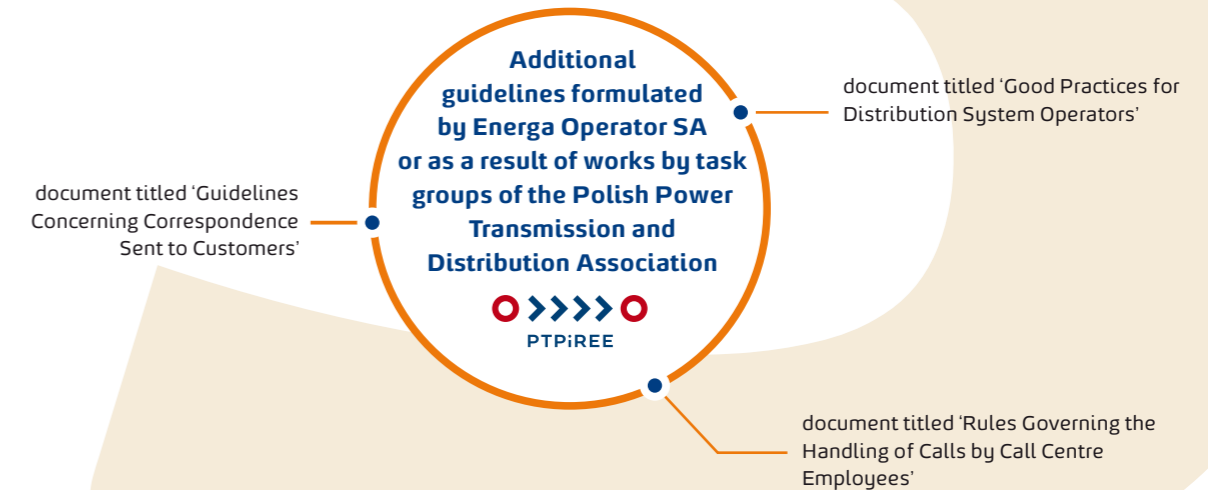 Additional
guidelines formulated
by Energa Operator SA
or as a result of works by task
groups of the Polish Power
Transmission and
Distribution Association
PTPiREE
document titled ‘Good Practices for
Distribution System Operators’
document titled ‘Guidelines
Concerning Correspondence
Sent to Customers’
document titled ‘Rules Governing the
Handling of Calls by Call Centre
Employees’